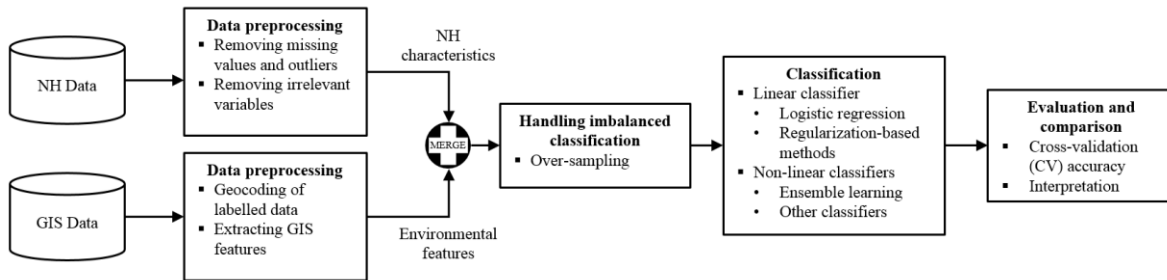 NH Data
Data preprocessing
▪ Removing missing
values and outliers
▪ Removing irrelevant
variables
NH
characteristics
GIS Data
Data preprocessing
▪ Geocoding of
labelled data
▪ Extracting GIS
features
Environmental
features
MERGE
Handling imbalanced
classification
▪ Over-sampling
Classification
▪ Linear classifier
• Logistic regression
• Regularization-based
methods
▪ Non-linear classifiers
• Ensemble learning
• Other classifiers
Evaluation and
comparison
▪ Cross-validation
(CV) accuracy
▪ Interpretation